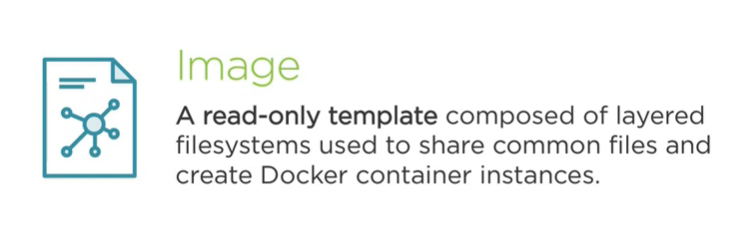 Image
A read-only template composed of layered
filesystems used to share common files and
create Docker container instances.